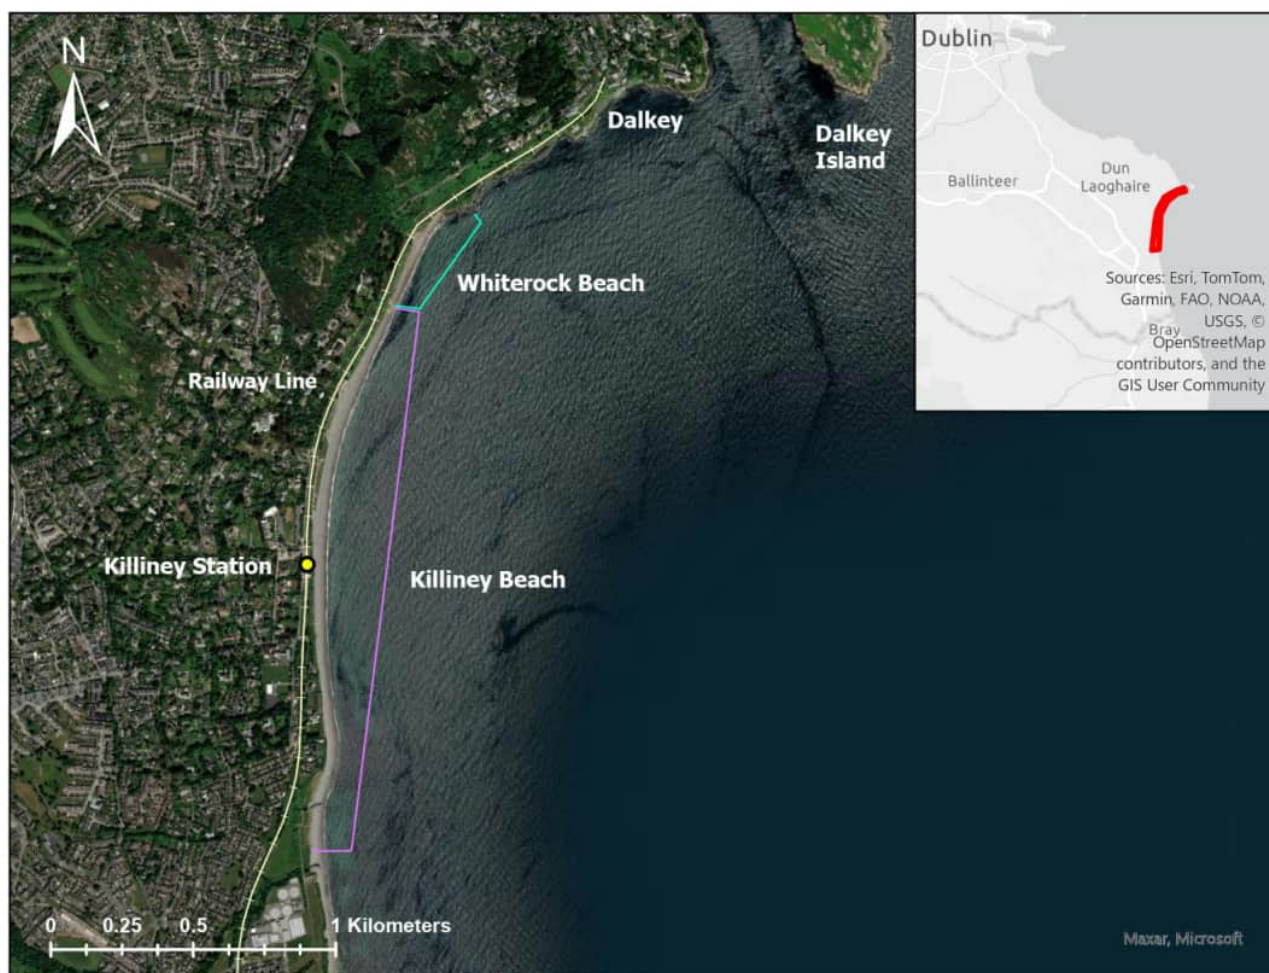 N
Dalkey
Dalkey
Island
Whiterock Beach
Railway Line
Killiney Station
Killiney Beach
0 0.25 0.5 1 Kilometers
Maxar, Microsoft
Dublin
Dun
Laoghaire
Ballinteer
Bray
Sources: Esri, TomTom,
Garmin, FAO, NOAA,
USGS, ©
OpenStreetMap
contributors, and the
GIS User Community